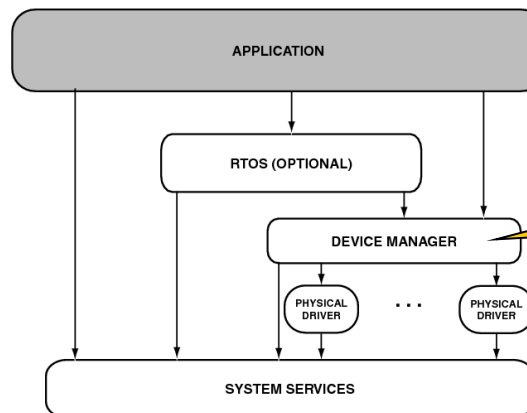 APPLICATION
RTOS (OPTIONAL)
DEVICE MANAGER
PHYSICAL
DRIVER
. . .
PHYSICAL
DRIVER
SYSTEM SERVICES